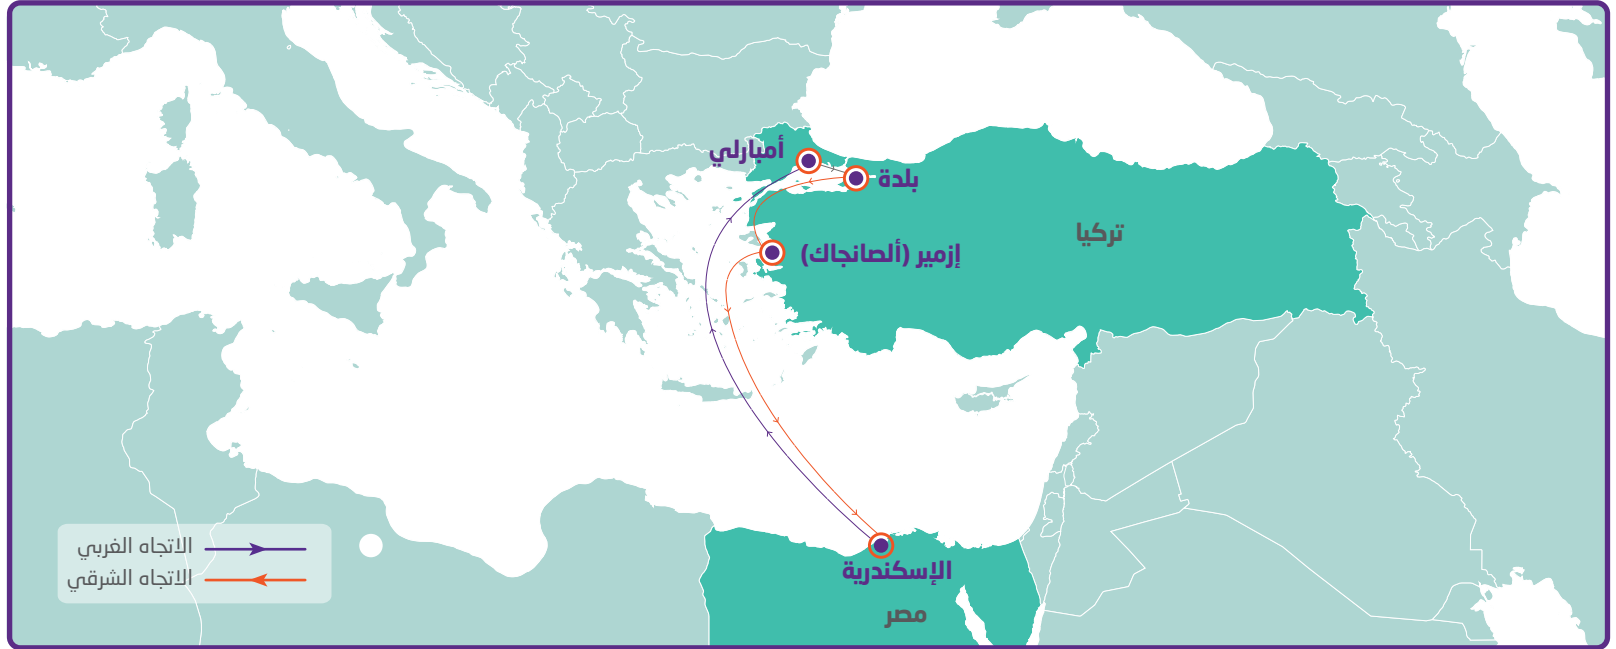 أمبارلي
بلدة
تركيا
إزمير (ألصانجاك)
الاتجاه الغربي
الاتجاه الشرقي
الإسكندرية
مصر